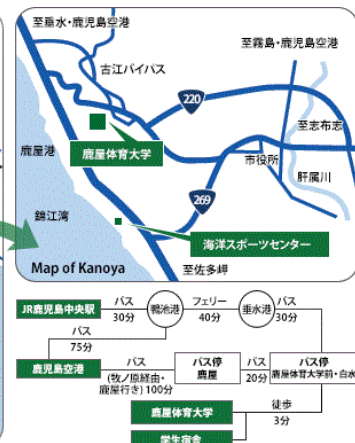 至垂水・鹿児島空港
至霧島・鹿児島空港
古江バイパス
220
至志布志
鹿屋港
鹿屋体育大学
市役所
肝属川
269
錦江湾
海洋スポーツセンター
Map of Kanoya
至佐多岬
JR鹿児島中央駅
バス
30分
鴨池港
フェリー
40分
垂水港
バス
30分
バス
75分
鹿児島空港
バス
(牧ノ原経由・
鹿屋行き)100分
バス停
鹿屋
バス
20分
バス停
鹿屋体育大学前・白水
鹿屋体育大学
徒歩
3分
学生宿舎